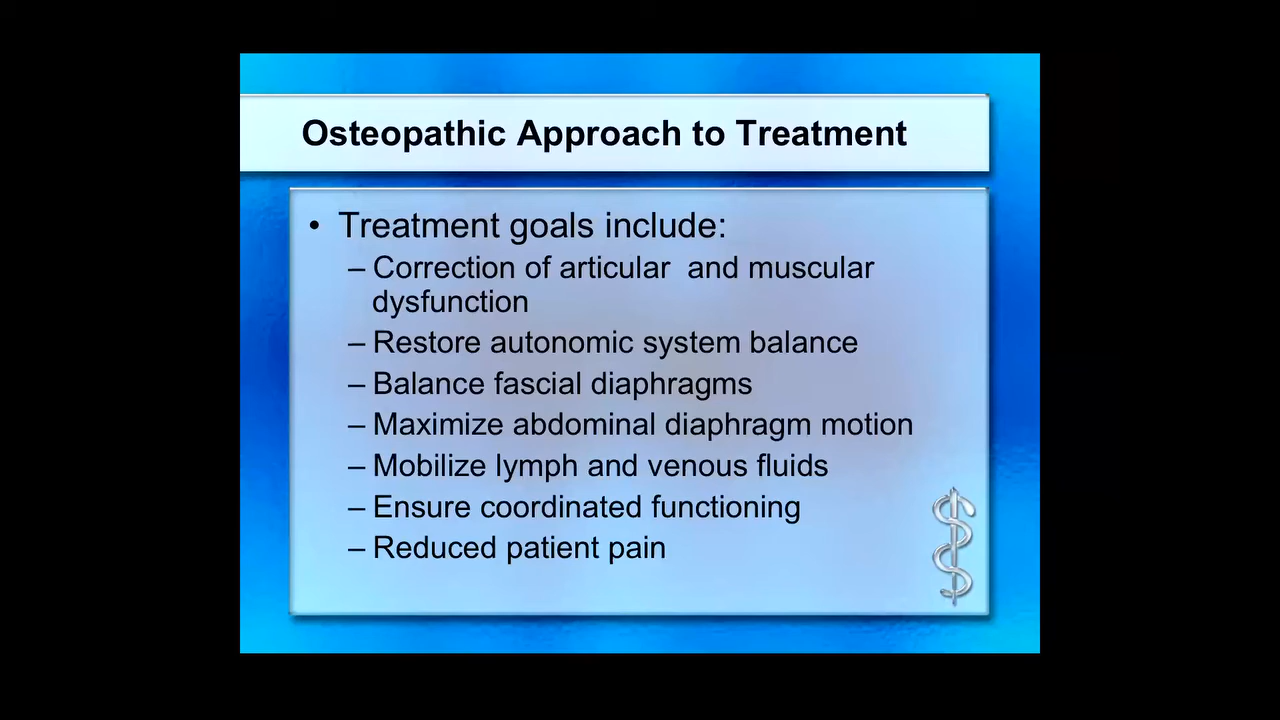 Osteopathic Approach to Treatment
• Treatment goals include:
– Correction of articular  and muscular
dysfunction
– Restore autonomic system balance
– Balance fascial diaphragms
– Maximize abdominal diaphragm motion
– Mobilize lymph and venous fluids
– Ensure coordinated functioning
– Reduced patient pain